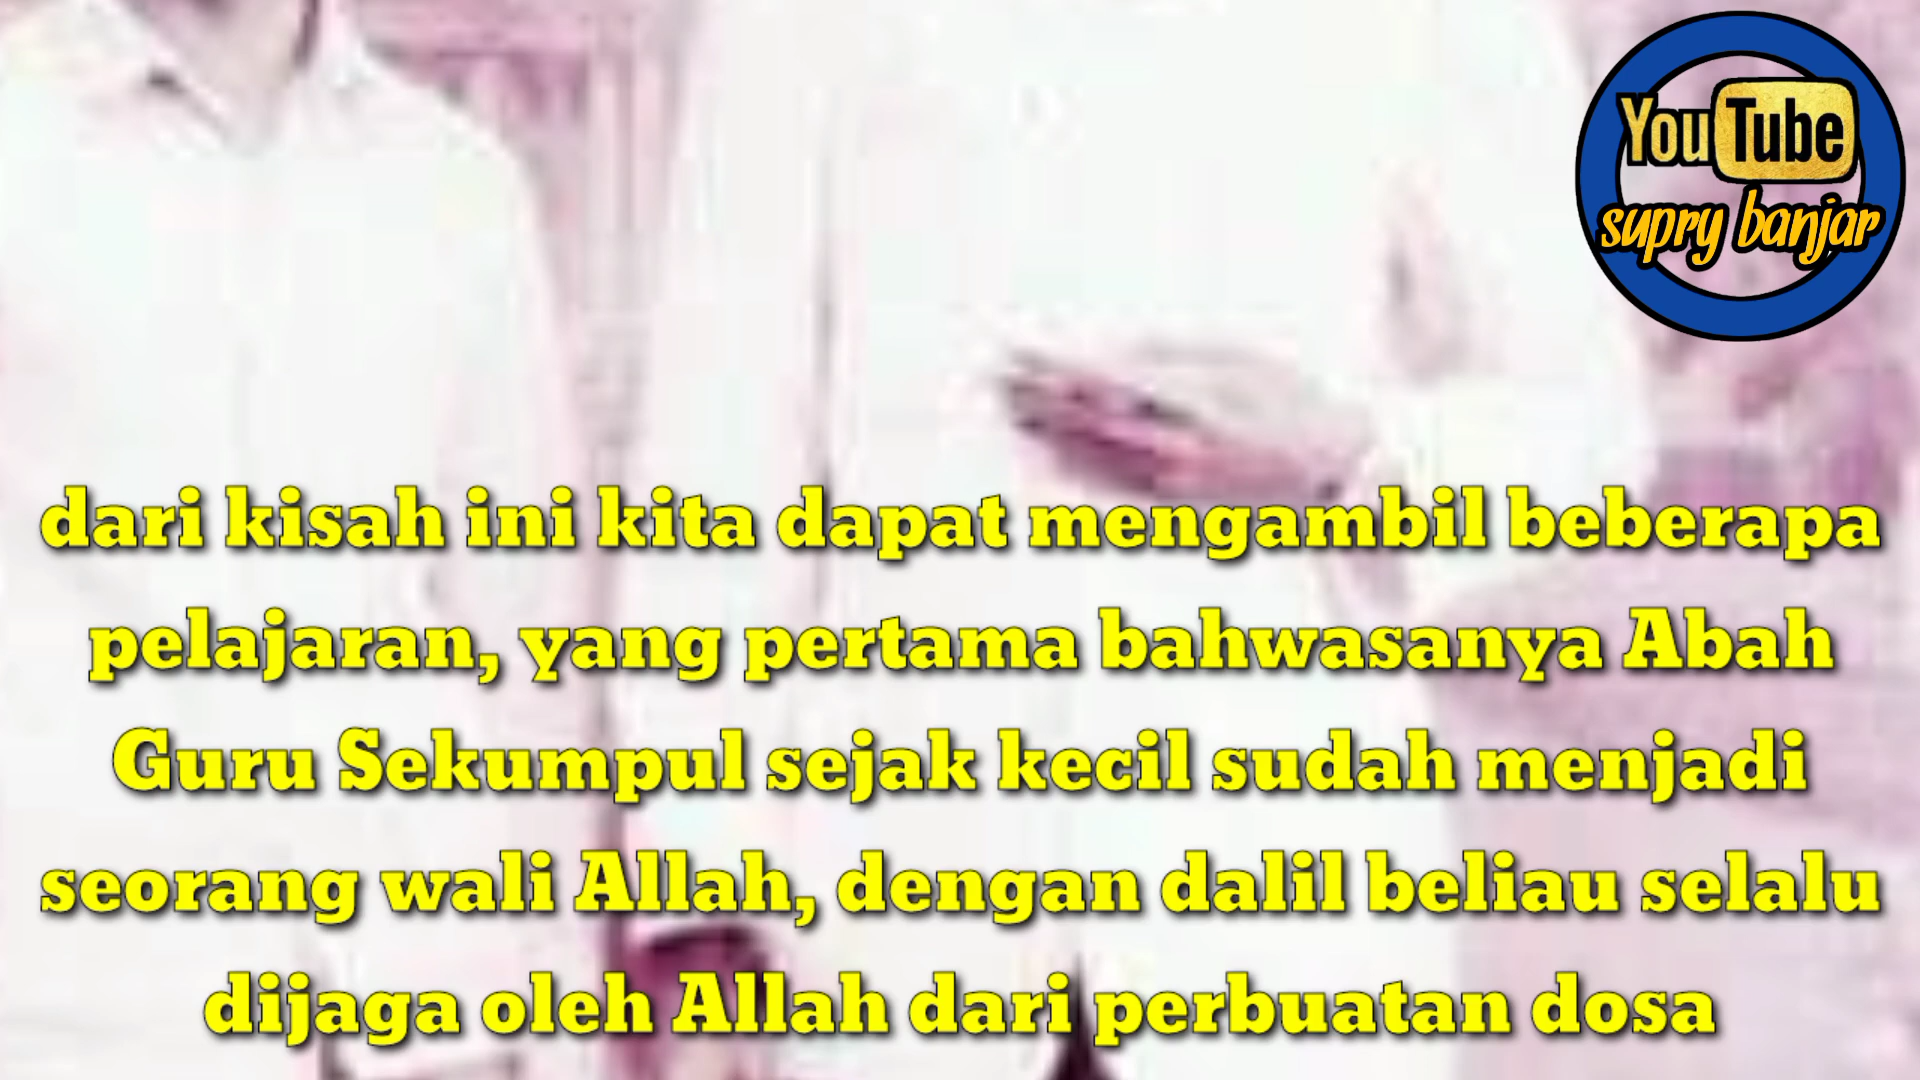 YouTube
supry banjar
dari kisah ini kita dapat mengambil beberapa
pelajaran, yang pertama bahwasanya Abah
Guru Sekumpul sejak kecil sudah menjadi
seorang wali Allah, dengan dalil beliau selalu
dijaga oleh Allah dari perbuatan dosa